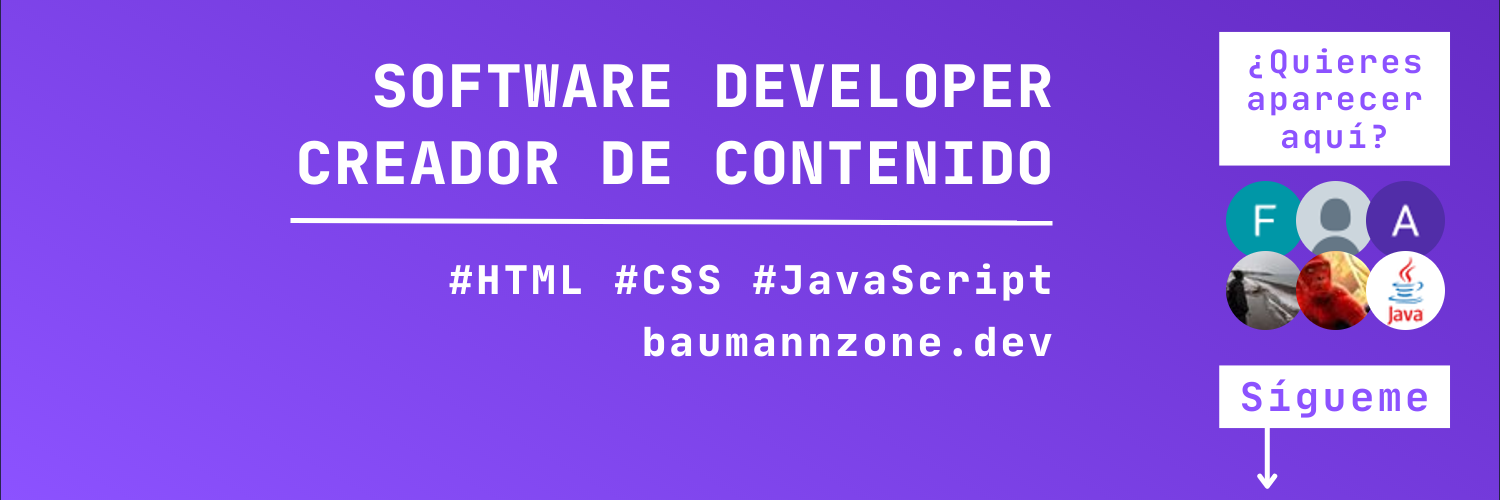 SOFTWARE DEVELOPER
CREADOR DE CONTENIDO
#HTML #CSS #JavaScript
baumannzone.dev
¿Quieres
aparecer
aquí?
F
A
Java
Sígueme